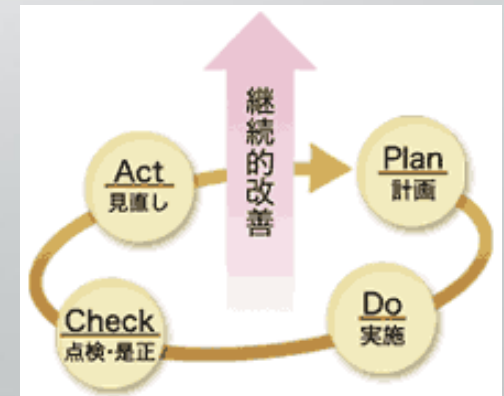 継続的改善
Act
見直し
Plan
計画
Check
点検・是正
Do
実施